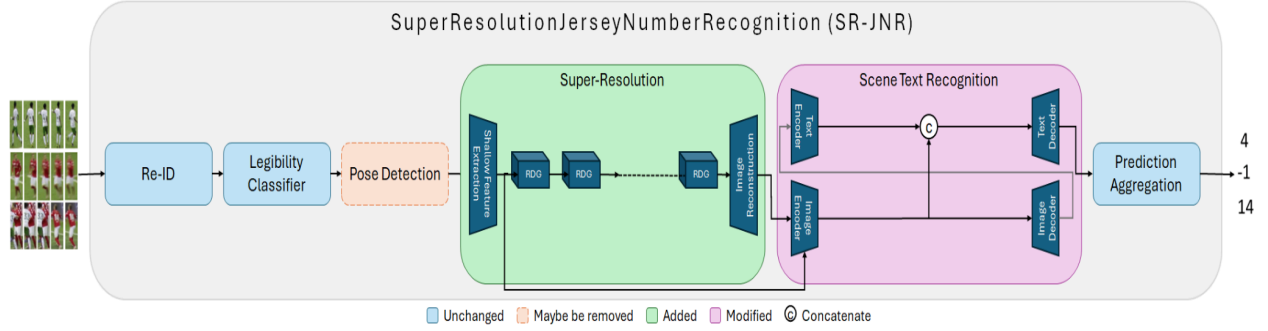 SuperResolutionJerseyNumberRecognition (SR-JNR)
Super-Resolution
Scene Text Recognition
Re-ID
Legibility
Classifier
Pose Detection
Shallow Feature
Extraction
RDG
RDG
RDG
Image
Reconstruction
Text
Encoder
C
Text
Decoder
Image
Encoder
Image
Decoder
Prediction
Aggregation
4
-1
14
Unchanged
Maybe be removed
Added
Modified
C Concatenate